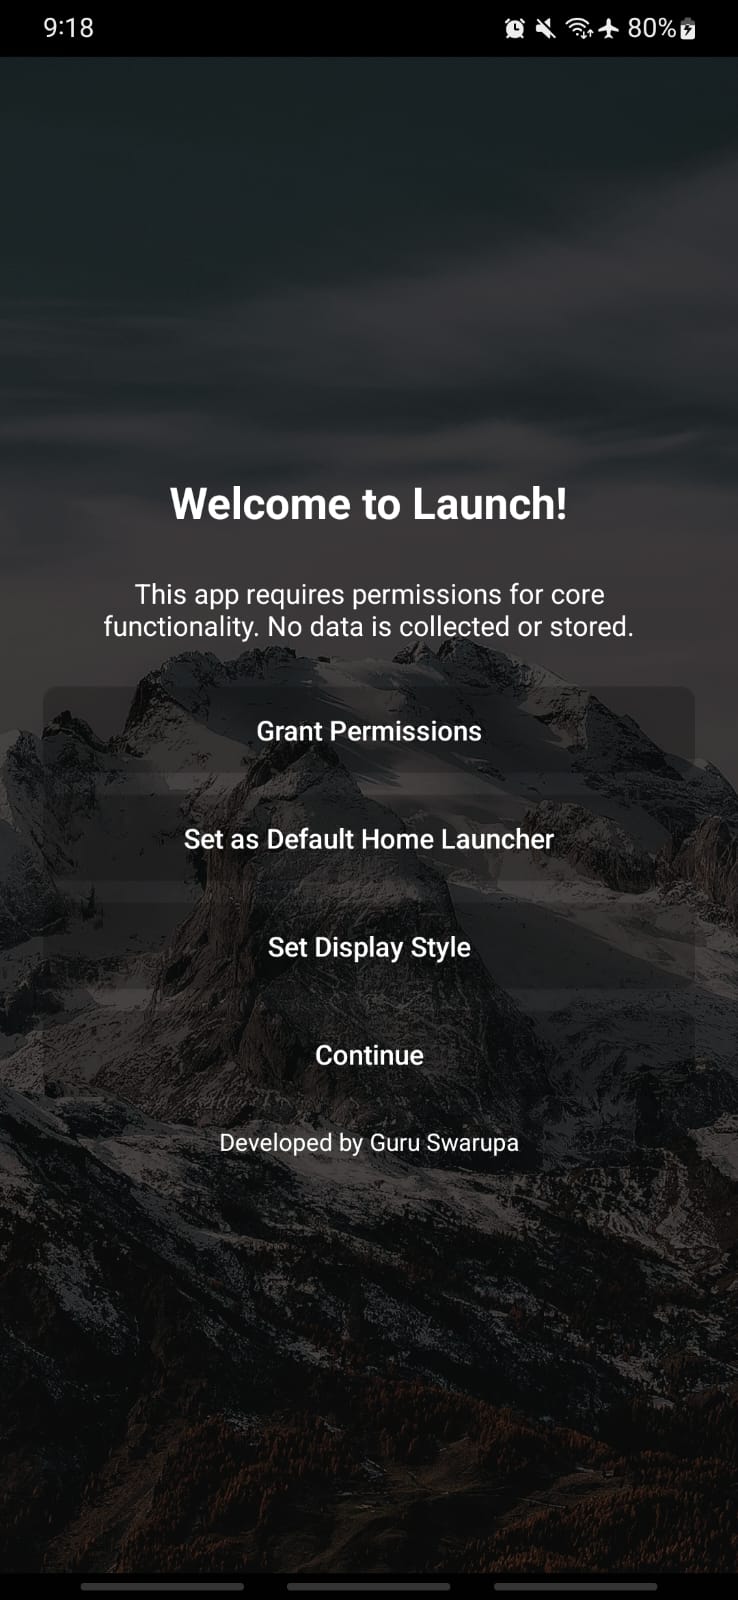 9:18
80%
Welcome to Launch!
This app requires permissions for core
functionality. No data is collected or stored.
Grant Permissions
Set as Default Home Launcher
Set Display Style
Continue
Developed by Guru Swarupa